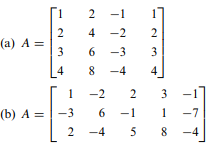 (a) A = [1 2 -1 1
2 4 -2 2
3 6 -3 3
4 8 -4 4]
(b) A = [1 -2 2 3 -1
-3 6 -1 1 -7
2 -4 5 8 -4]